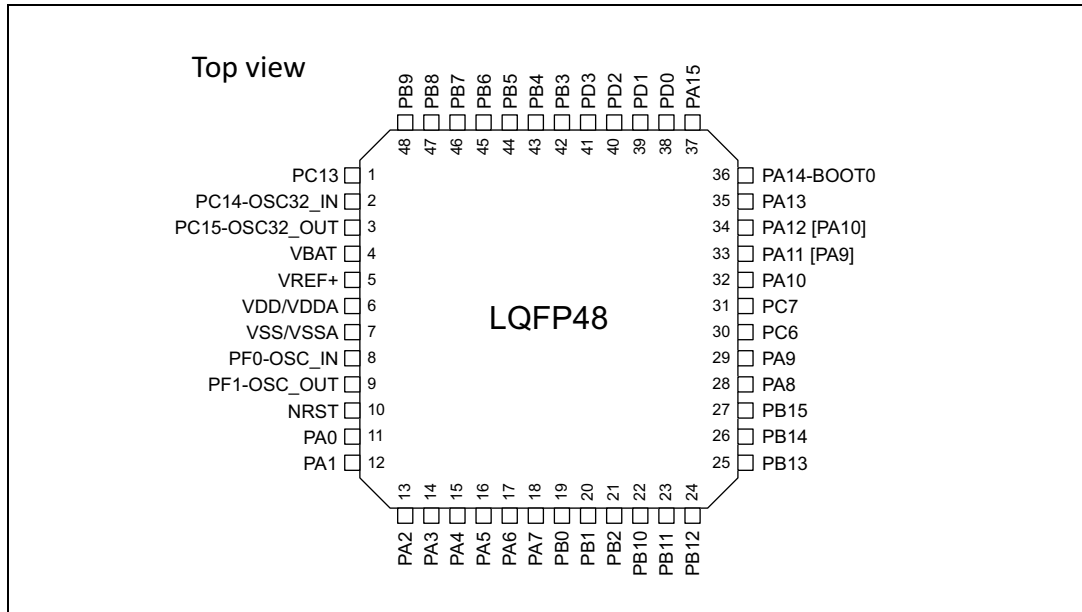 Top view
PB9
PB8
PB7
PB6
PB5
PB4
PB3
PD3
PD2
PD1
PD0
PA15
48
47
46
45
44
43
42
41
40
39
38
37
PC13 1
PC14-OSC32_IN 2
PC15-OSC32_OUT 3
VBAT 4
VREF+ 5
VDD/VDDA 6
VSS/VSSA 7
PF0-OSC_IN 8
PF1-OSC_OUT 9
NRST 10
PA0 11
PA1 12
LQFP48
36 PA14-BOOT0
35 PA13
34 PA12 [PA10]
33 PA11 [PA9]
32 PA10
31 PC7
30 PC6
29 PA9
28 PA8
27 PB15
26 PB14
25 PB13
13
14
15
16
17
18
19
20
21
22
23
24
PA2
PA3
PA4
PA5
PA6
PA7
PB0
PB1
PB2
PB10
PB11
PB12